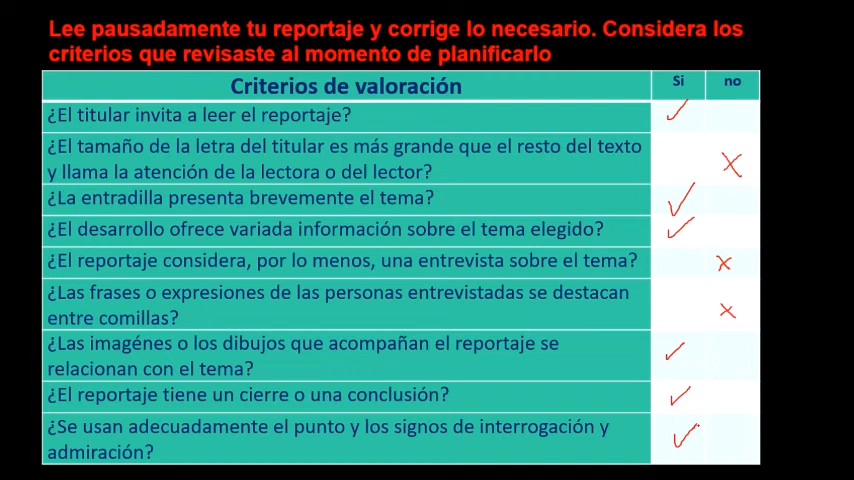 Lee pausadamente tu reportaje y corrige lo necesario. Considera los
criterios que revisaste al momento de planificarlo
Criterios de valoración Si no
¿El titular invita a leer el reportaje?
¿El tamaño de la letra del titular es más grande que el resto del texto
y llama la atención de la lectora o del lector?
¿La entradilla presenta brevemente el tema?
¿El desarrollo ofrece variada información sobre el tema elegido?
¿El reportaje considera, por lo menos, una entrevista sobre el tema?
¿Las frases o expresiones de las personas entrevistadas se destacan
entre comillas?
¿Las imagénes o los dibujos que acompañan el reportaje se
relacionan con el tema?
¿El reportaje tiene un cierre o una conclusión?
¿Se usan adecuadamente el punto y los signos de interrogación y
admiración?